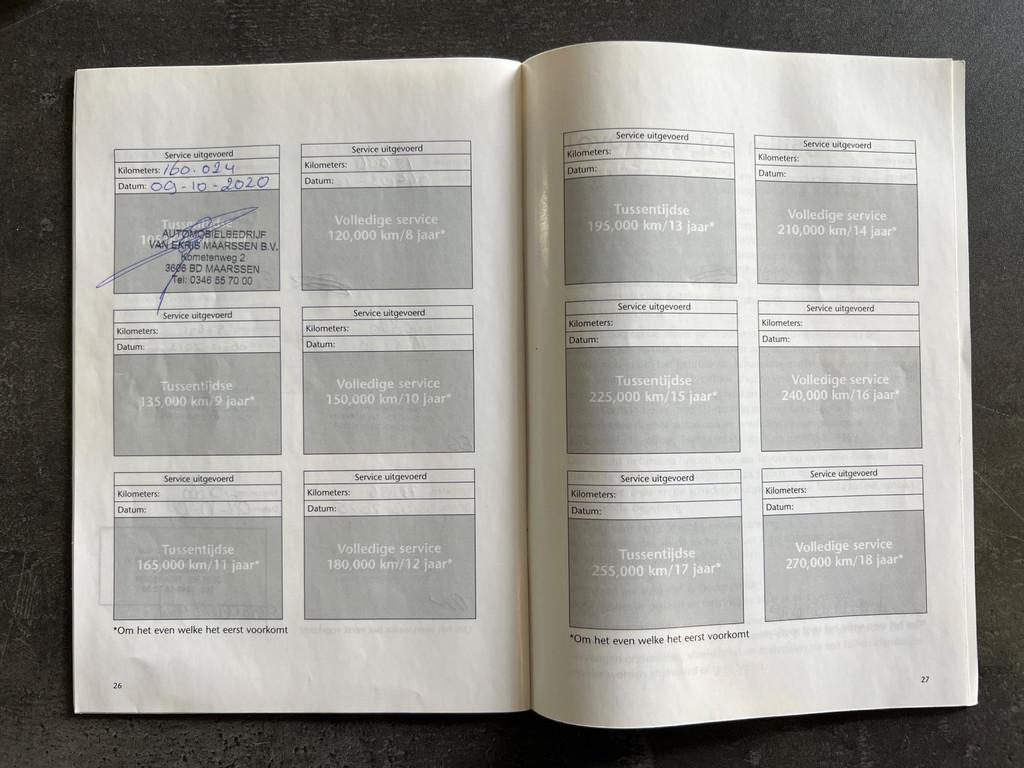 Service uitgevoerd
Kilometers: 160.024
Datum: 09-10-2020
AUTOMOBIELBEDRIJF
VAN EKRIS MAARSSEN B.V.
Kometenweg 2
3606 BD MAARSSEN
Tel: 0346 55 70 00
Service uitgevoerd
Kilometers:
Datum:
Volledige service
120,000 km/8 jaar*
Service uitgevoerd
Kilometers:
Datum:
Tussentijdse
135,000 km/9 jaar*
Service uitgevoerd
Kilometers:
Datum:
Volledige service
150,000 km/10 jaar*
Service uitgevoerd
Kilometers:
Datum:
Tussentijdse
165,000 km/11 jaar*
Service uitgevoerd
Kilometers:
Datum:
Volledige service
180,000 km/12 jaar*
*Om het even welke het eerst voorkomt
26
Service uitgevoerd
Kilometers:
Datum:
Tussentijdse
195,000 km/13 jaar*
Service uitgevoerd
Kilometers:
Datum:
Volledige service
210,000 km/14 jaar*
Service uitgevoerd
Kilometers:
Datum:
Tussentijdse
225,000 km/15 jaar*
Service uitgevoerd
Kilometers:
Datum:
Volledige service
240,000 km/16 jaar*
Service uitgevoerd
Kilometers:
Datum:
Tussentijdse
255,000 km/17 jaar*
Service uitgevoerd
Kilometers:
Datum:
Volledige service
270,000 km/18 jaar*
*Om het even welke het eerst voorkomt
27